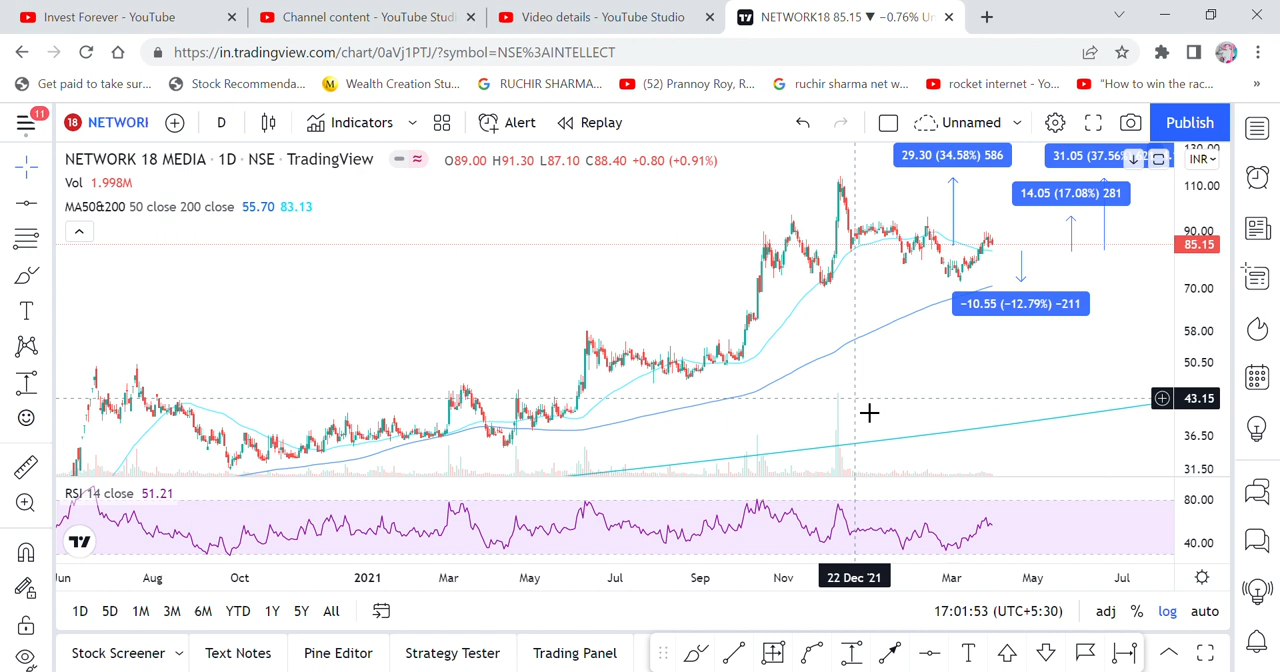 Invest Forever - YouTube
Channel content - YouTube Studi
Video details - YouTube Studio
NETWORK18 85.15 ▼ −0.76% Un
https://in.tradingview.com/chart/0aVj1PTJ/?symbol=NSE%3AINTELLECT
Get paid to take sur...
Stock Recommenda...
Wealth Creation Stu...
RUCHIR SHARMA...
(52) Prannoy Roy, R...
ruchir sharma net w...
rocket internet - Yo...
"How to win the rac...
»
11
18 NETWORI
D
Indicators
Alert
Replay
Unnamed
Publish
NETWORK 18 MEDIA · 1D · NSE · TradingView
O89.00 H91.30 L87.10 C88.40 +0.80 (+0.91%)
Vol 1.998M
MA50&200 50 close 200 close 55.70 83.13
29.30 (34.58%) 586
31.05 (37.56%
14.05 (17.08%) 281
−10.55 (−12.79%) −211
INR
130.00
110.00
90.00
85.15
70.00
58.00
50.50
43.15
36.50
31.50
RSI 14 close 51.21
80.00
40.00
Jun
Aug
Oct
2021
Mar
May
Jul
Sep
Nov
22 Dec '21
Mar
May
Jul
1D 5D 1M 3M 6M YTD 1Y 5Y All
17:01:53 (UTC+5:30)
adj % log auto
Stock Screener
Text Notes
Pine Editor
Strategy Tester
Trading Panel